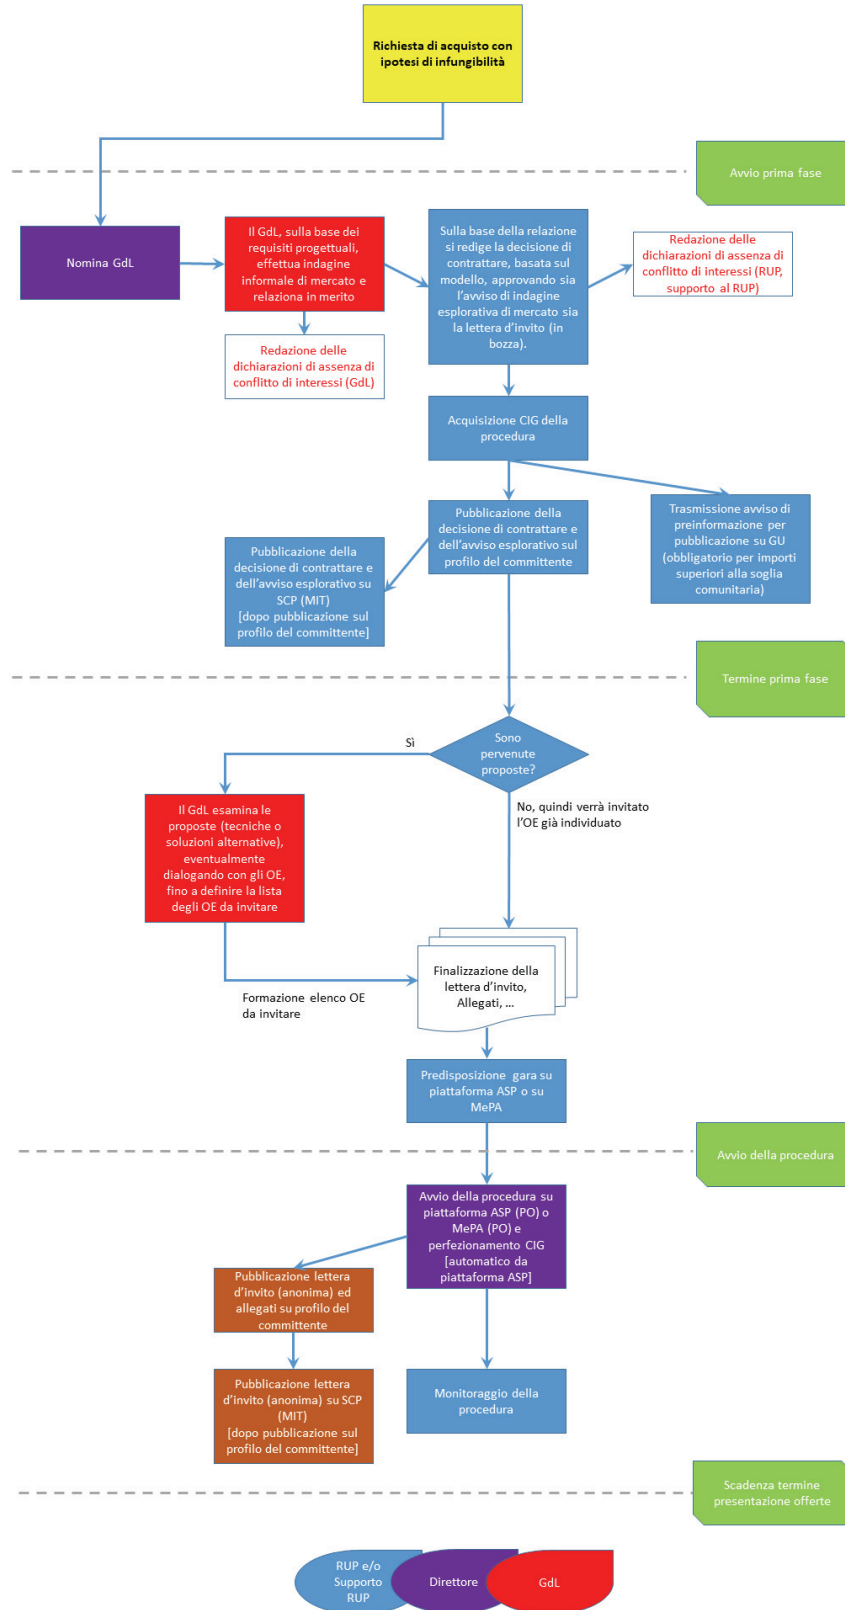 Richiesta di acquisto con
ipotesi di infungibilità
Avvio prima fase
Nomina GdL
Il GdL, sulla base dei
requisiti progettuali,
effettua indagine
informale di mercato e
relaziona in merito
Sulla base della relazione
si redige la decisione di
contrattare, basata sul
modello, approvando sia
l’avviso di indagine
esplorativa di mercato sia
la lettera d’invito (in
bozza).
Redazione delle
dichiarazioni di assenza di
conflitto di interessi (RUP,
supporto al RUP)
Redazione delle
dichiarazioni di assenza di
conflitto di interessi (GdL)
Acquisizione CIG della
procedura
Pubblicazione della
decisione di contrattare e
dell’avviso esplorativo sul
profilo del committente
Trasmissione avviso di
preinformazione per
pubblicazione su GU
(obbligatorio per importi
superiori alla soglia
comunitaria)
Pubblicazione della
decisione di contrattare e
dell’avviso esplorativo su
SCP (MIT)
[dopo pubblicazione sul
profilo del committente]
Termine prima fase
Sono
pervenute
proposte?
Sì
No, quindi verrà invitato
l’OE già individuato
Il GdL esamina le
proposte (tecniche o
soluzioni alternative),
eventualmente
dialogando con gli OE,
fino a definire la lista
degli OE da invitare
Finalizzazione della
lettera d’invito,
Allegati, …
Formazione elenco OE
da invitare
Predisposizione gara su
piattaforma ASP o su
MePA
Avvio della procedura
Avvio della procedura su
piattaforma ASP (PO) o
MePA (PO) e
perfezionamento CIG
[automatico da
piattaforma ASP]
Pubblicazione lettera
d’invito (anonima) ed
allegati su profilo del
committente
Pubblicazione lettera
d’invito (anonima) su SCP
(MIT)
[dopo pubblicazione sul
profilo del committente]
Monitoraggio della
procedura
Scadenza termine
presentazione offerte
RUP e/o
Supporto
RUP
Direttore
GdL